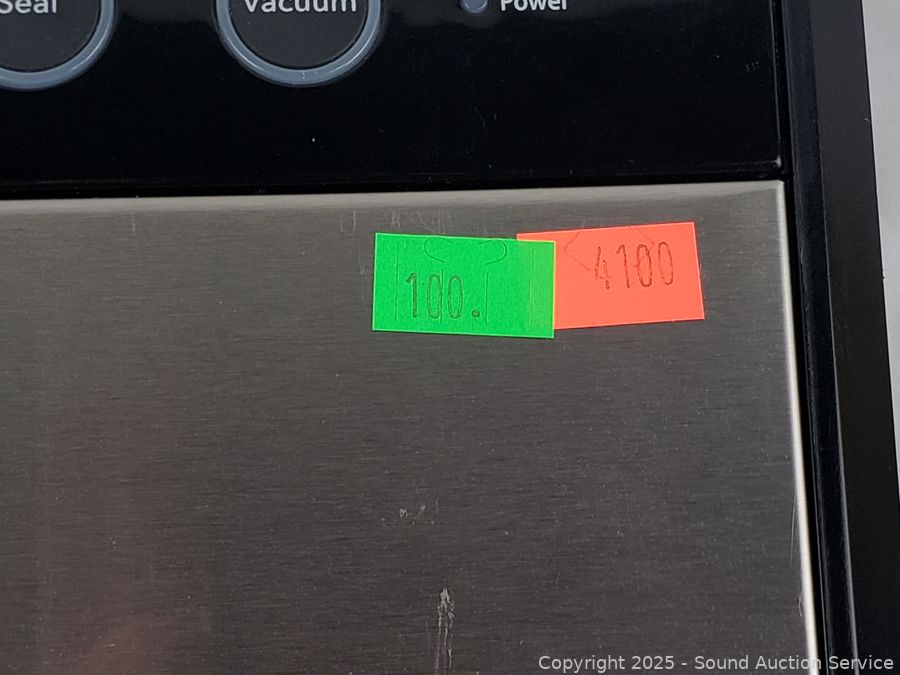 Seal
Vacuum
Power
100.
4100
Copyright © 2025 - Sound Auction Service